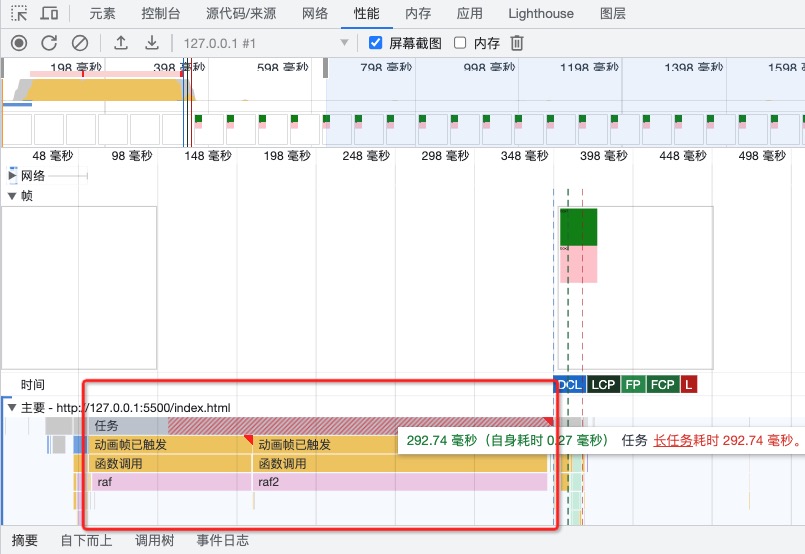 元素 控制台 源代码/来源 网络 性能 内存 应用 Lighthouse 图层
127.0.0.1 #1 屏幕截图 内存
198 毫秒 398 毫秒 598 毫秒 798 毫秒 998 毫秒 1198 毫秒 1398 毫秒 1598
48 毫秒 98 毫秒 148 毫秒 198 毫秒 248 毫秒 298 毫秒 348 毫秒 398 毫秒 448 毫秒 498 毫秒
网络
帧
时间 DCL LCP FP FCP L
主要 - http://127.0.0.1:5500/index.html
任务
292.74 毫秒（自身耗时 0.27 毫秒） 任务 长任务耗时 292.74 毫秒。
动画帧已触发 动画帧已触发
函数调用 函数调用
raf raf2
摘要 自下而上 调用树 事件日志